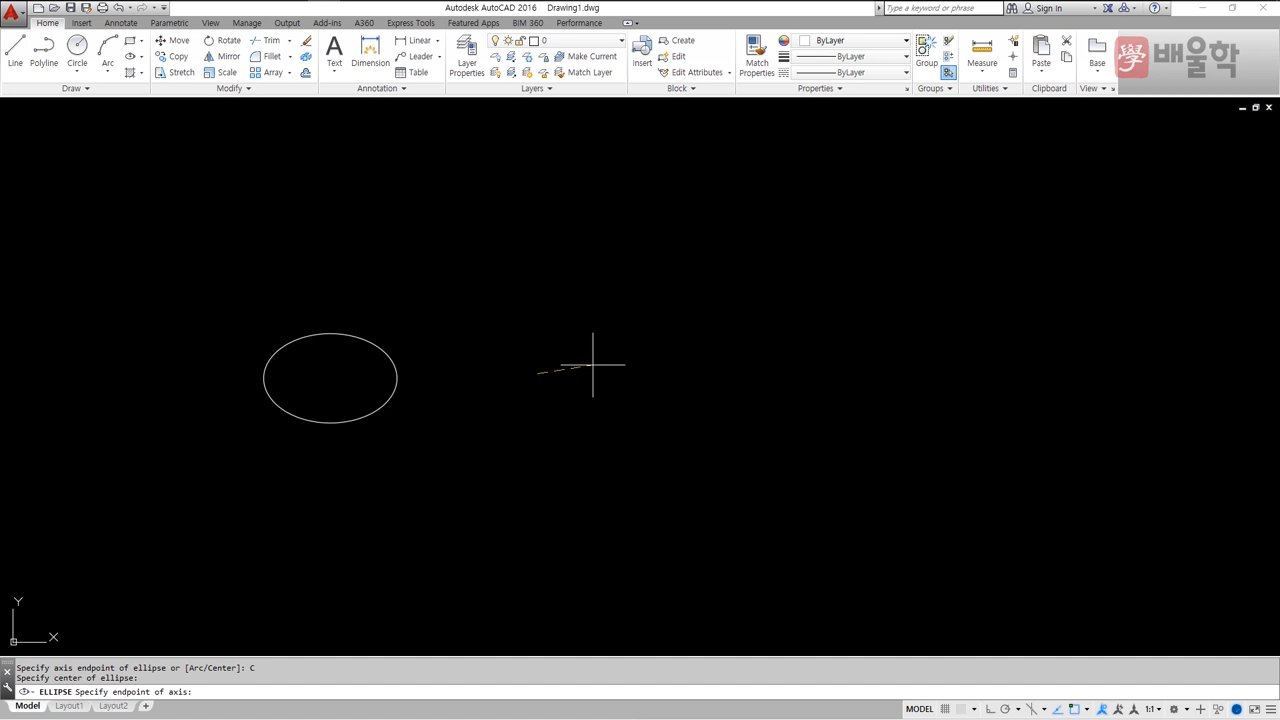 Autodesk AutoCAD 2016 Drawing1.dwg
Type a keyword or phrase
Sign In
Home Insert Annotate Parametric View Manage Output Add-ins A360 Express Tools Featured Apps BIM 360 Performance
Move Rotate Trim
Linear
0
Create
ByLayer
Copy Mirror Fillet
Leader
Make Current
Edit
ByLayer
Stretch Scale Array
Table
Match Layer
Edit Attributes
ByLayer
Line Polyline Circle Arc
Text Dimension
Layer Properties
Insert
Match Properties
Group
Measure
Paste
Base
學 배울학
Draw Modify Annotation Layers Block Properties Groups Utilities Clipboard View
Y
X
Specify axis endpoint of ellipse or [Arc/Center]: C
Specify center of ellipse:
ELLIPSE Specify endpoint of axis:
Model Layout1 Layout2 +
MODEL 1:1